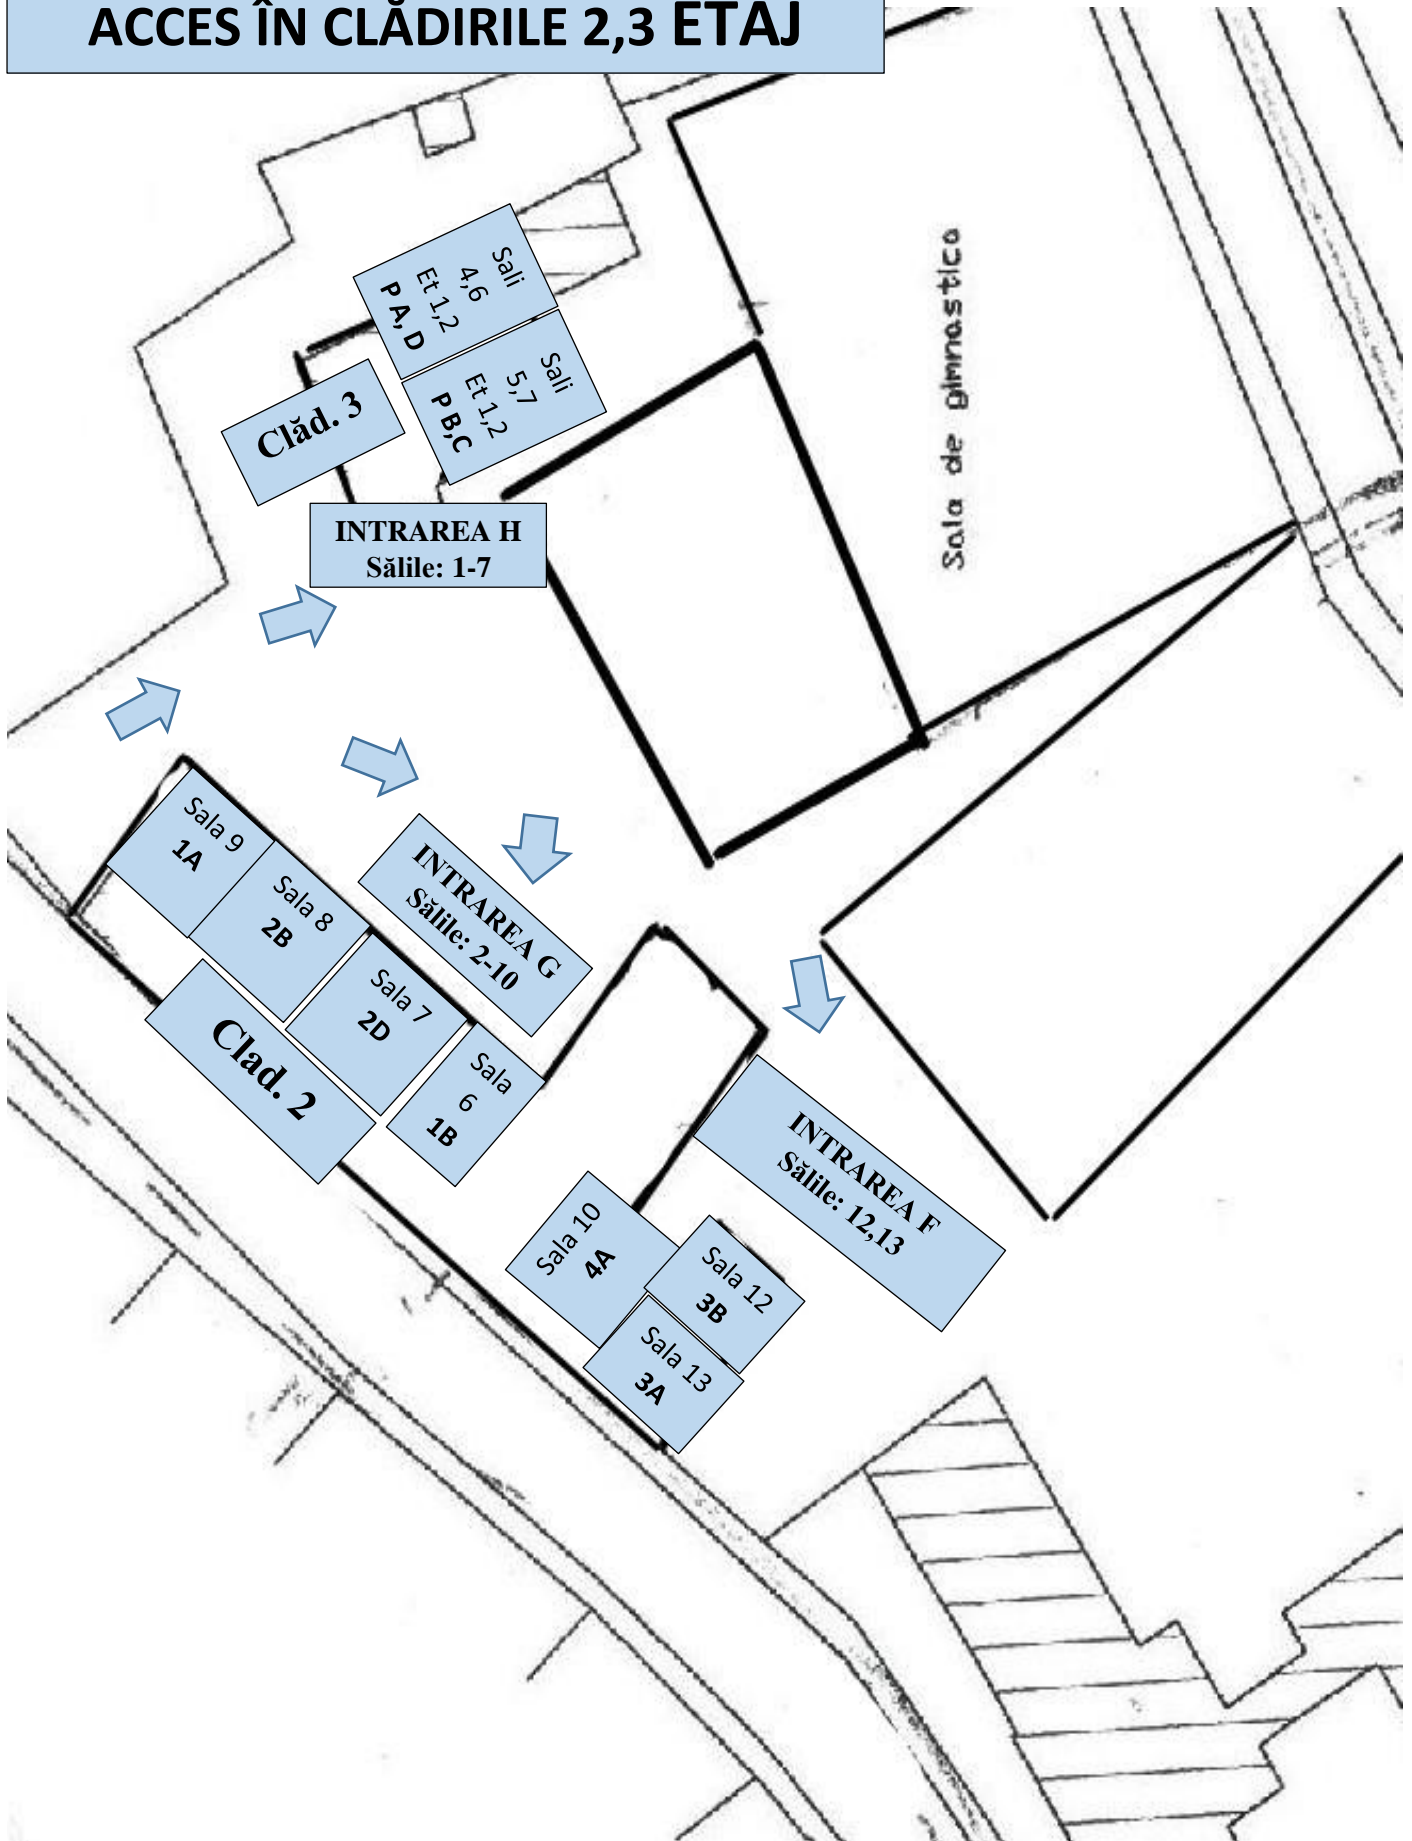 ACCES ÎN CLĂDIRILE 2,3 ETAJ
Sali
4,6
Et 1,2
P A, D
Sali
5,7
Et 1,2
P B,C
Clăd. 3
INTRAREA H
Sălile: 1-7
Sala de gimnastica
Sala 9
1A
Sala 8
2B
Sala 7
2D
Sala
6
1B
Clad. 2
INTRAREA G
Sălile: 2-10
INTRAREA F
Sălile: 12,13
Sala 10
4A
Sala 12
3B
Sala 13
3A